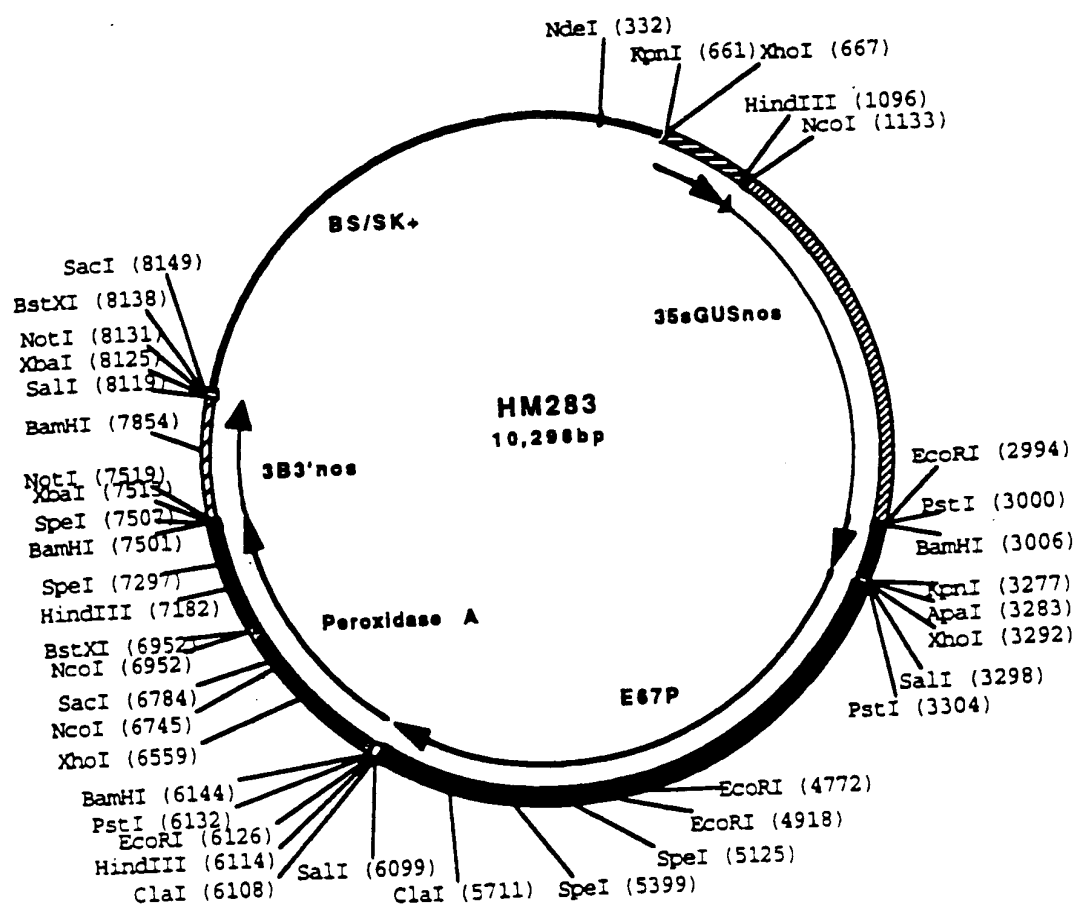 NdeI (332)
KpnI (661)
XhoI (667)
HindIII (1096)
NcoI (1133)
BS/SK+
35sGUSnos
HM283
10,298bp
SacI (8149)
BstXI (8138)
NotI (8131)
XbaI (8125)
SalI (8119)
BamHI (7854)
3B3'nos
NotI (7519)
XbaI (7513)
SpeI (7507)
BamHI (7501)
SpeI (7297)
HindIII (7182)
BstXI (6952)
NcoI (6952)
SacI (6784)
NcoI (6745)
XhoI (6559)
Peroxidase A
E67P
EcoRI (2994)
PstI (3000)
BamHI (3006)
KpnI (3277)
ApaI (3283)
XhoI (3292)
SalI (3298)
PstI (3304)
EcoRI (4772)
EcoRI (4918)
SpeI (5125)
SpeI (5399)
ClaI (5711)
SalI (6099)
BamHI (6144)
PstI (6132)
EcoRI (6126)
HindIII (6114)
ClaI (6108)